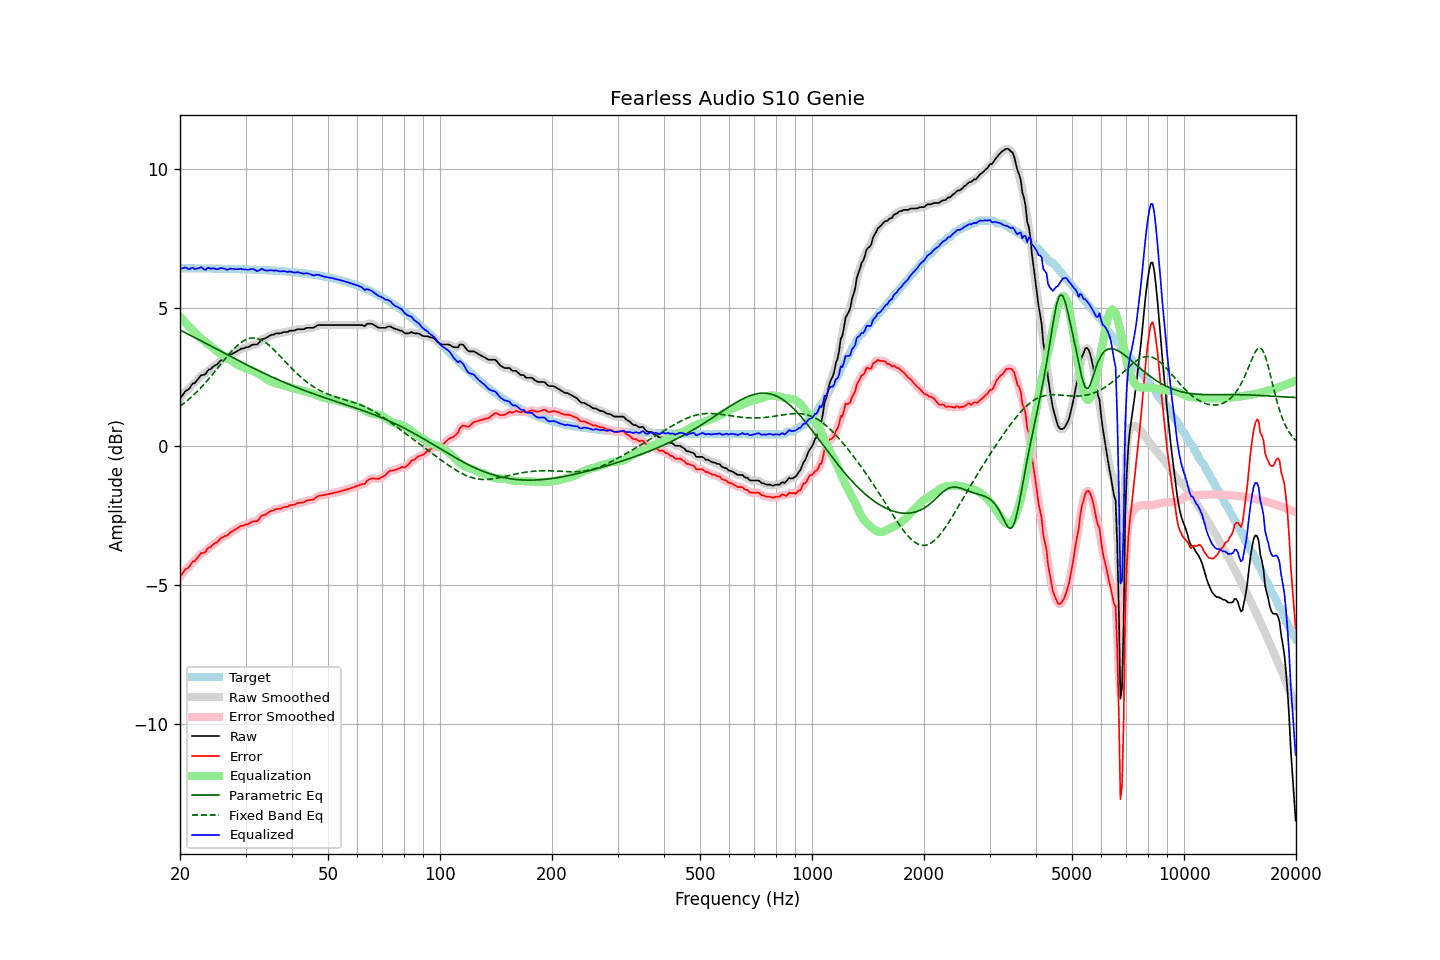 Fearless Audio S10 Genie
Amplitude (dBr)
10
5
0
−5
−10
Target
Raw Smoothed
Error Smoothed
Raw
Error
Equalization
Parametric Eq
Fixed Band Eq
Equalized
20 50 100 200 500 1000 2000 5000 10000 20000
Frequency (Hz)